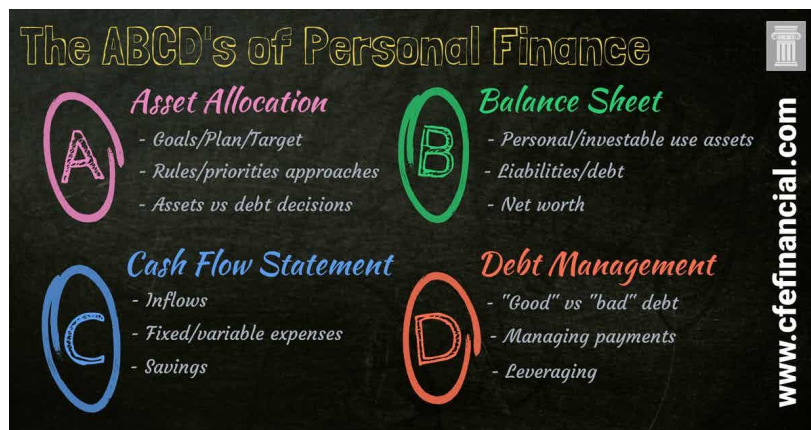 The ABCD's of Personal Finance
A
Asset Allocation
- Goals/Plan/Target
- Rules/priorities approaches
- Assets vs debt decisions
B
Balance Sheet
- Personal/investable use assets
- Liabilities/debt
- Net worth
C
Cash Flow Statement
- Inflows
- Fixed/variable expenses
- Savings
D
Debt Management
- "Good" vs "bad" debt
- Managing payments
- Leveraging
www.cfefinancial.com